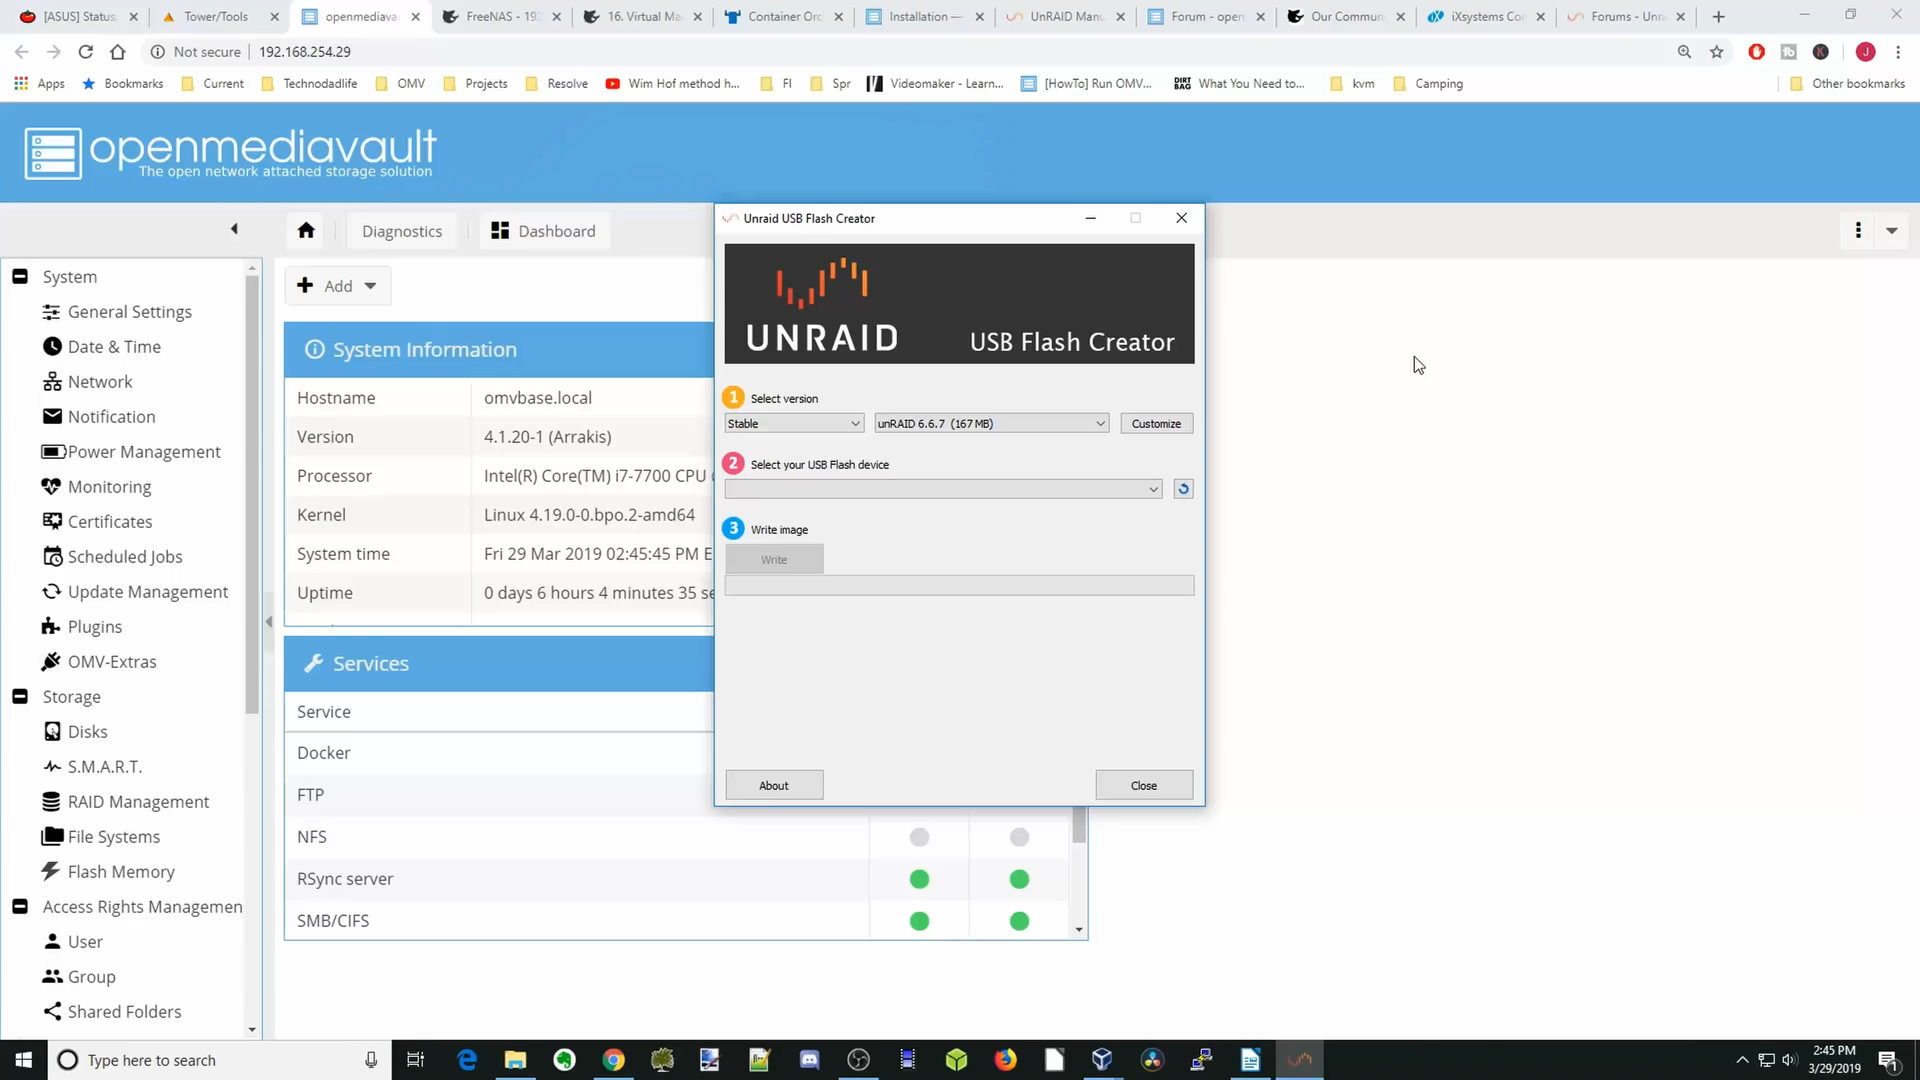 [ASUS] Status:
Tower/Tools
openmediava
FreeNAS - 192
16. Virtual Ma
Container Orc
Installation —
UnRAID Manu
Forum - open
Our Commun
iXsystems Co
Forums - Unra
Not secure
192.168.254.29
Apps
Bookmarks
Current
Technodadlife
OMV
Projects
Resolve
Wim Hof method h...
FI
Spr
Videomaker - Learn...
[HowTo] Run OMV...
DIRT BAG
What You Need to...
kvm
Camping
Other bookmarks
openmediavault
The open network attached storage solution
Diagnostics
Dashboard
Add
System
General Settings
Date & Time
Network
Notification
Power Management
Monitoring
Certificates
Scheduled Jobs
Update Management
Plugins
OMV-Extras
Storage
Disks
S.M.A.R.T.
RAID Management
File Systems
Flash Memory
Access Rights Managemen
User
Group
Shared Folders
System Information
Hostname omvbase.local
Version 4.1.20-1 (Arrakis)
Processor Intel(R) Core(TM) i7-7700 CPU
Kernel Linux 4.19.0-0.bpo.2-amd64
System time Fri 29 Mar 2019 02:45:45 PM E
Uptime 0 days 6 hours 4 minutes 35 se
Services
Service
Docker
FTP
NFS
RSync server
SMB/CIFS
Unraid USB Flash Creator
UNRAID
USB Flash Creator
1 Select version
Stable
unRAID 6.6.7 (167 MB)
Customize
2 Select your USB Flash device
3 Write image
Write
About
Close
Type here to search
2:45 PM
3/29/2019
1